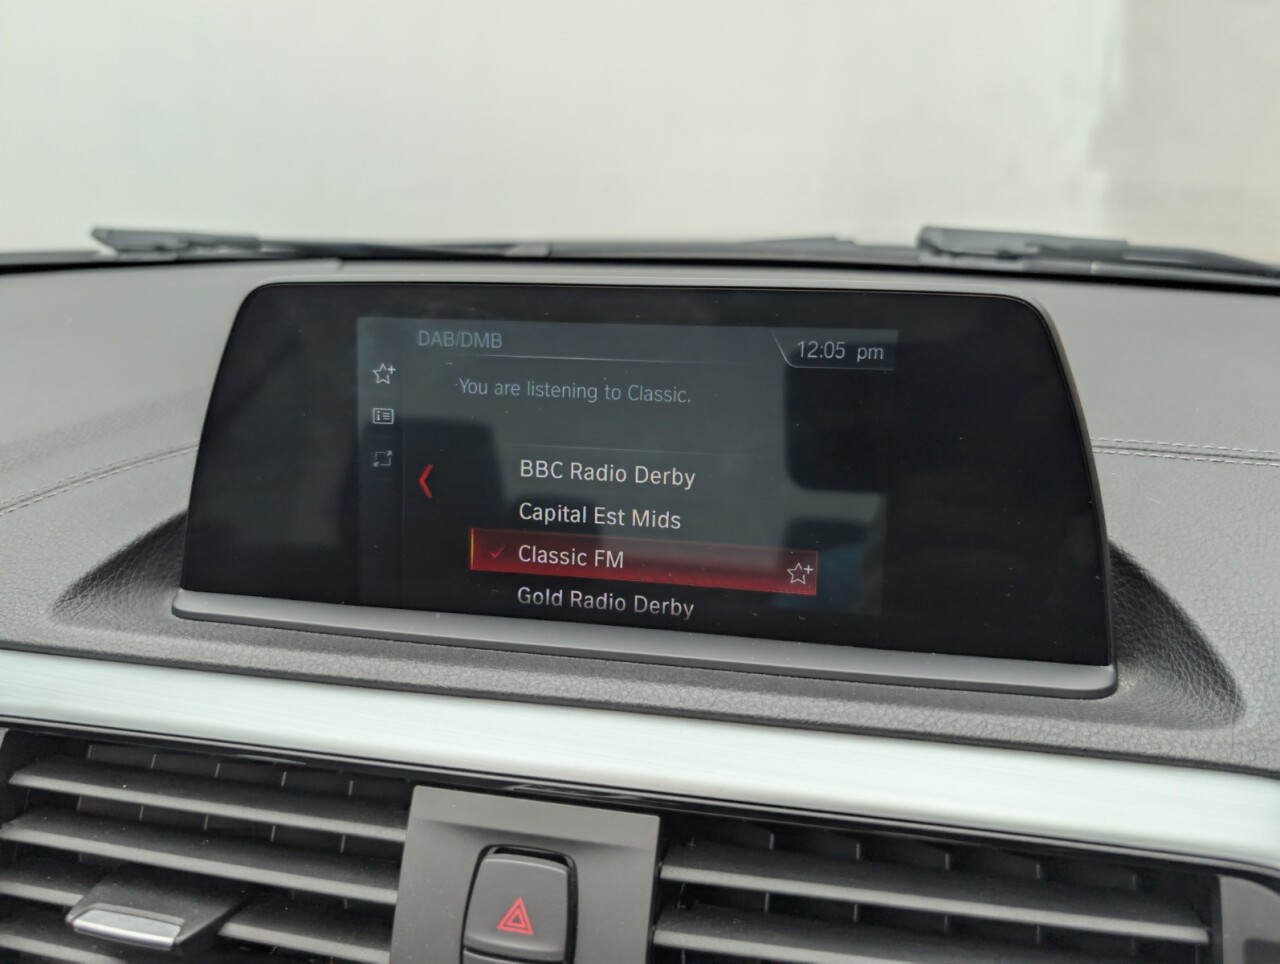 DAB/DMB
12:05 pm
You are listening to Classic.
BBC Radio Derby
Capital Est Mids
Classic FM
Gold Radio Derby